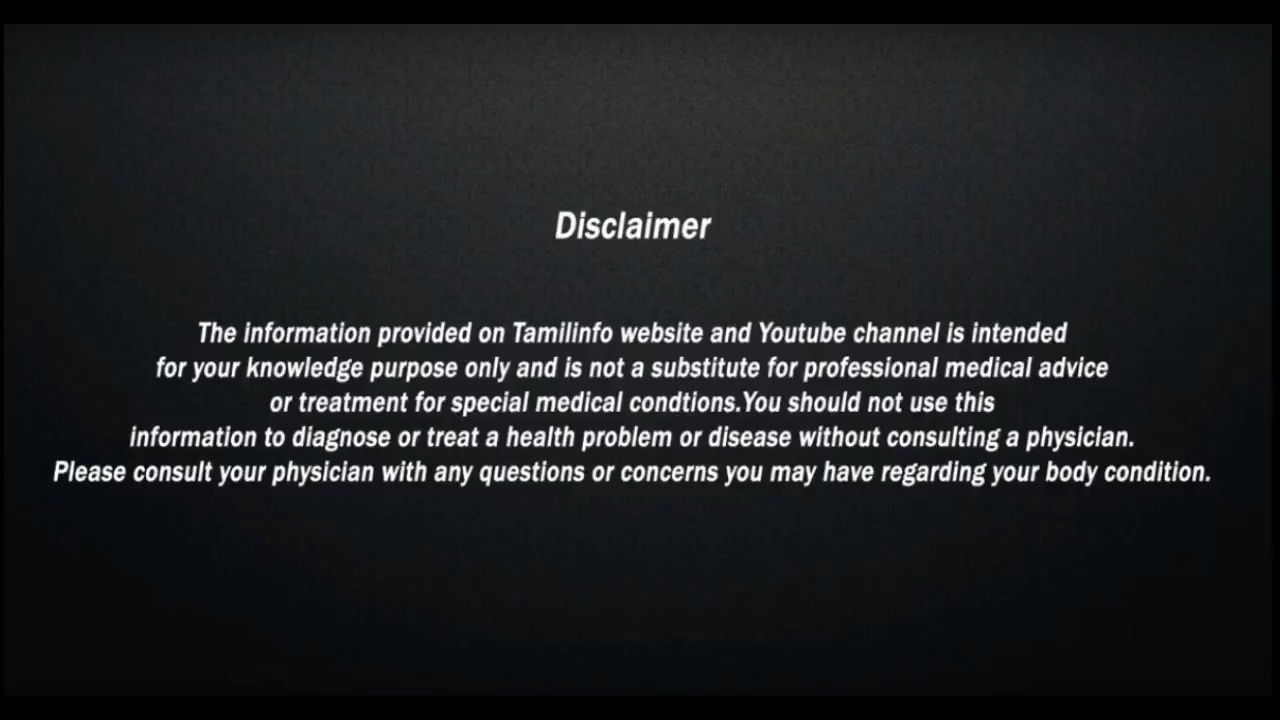 Disclaimer
The information provided on Tamilinfo website and Youtube channel is intended
for your knowledge purpose only and is not a substitute for professional medical advice
or treatment for special medical condtions.You should not use this
information to diagnose or treat a health problem or disease without consulting a physician.
Please consult your physician with any questions or concerns you may have regarding your body condition.